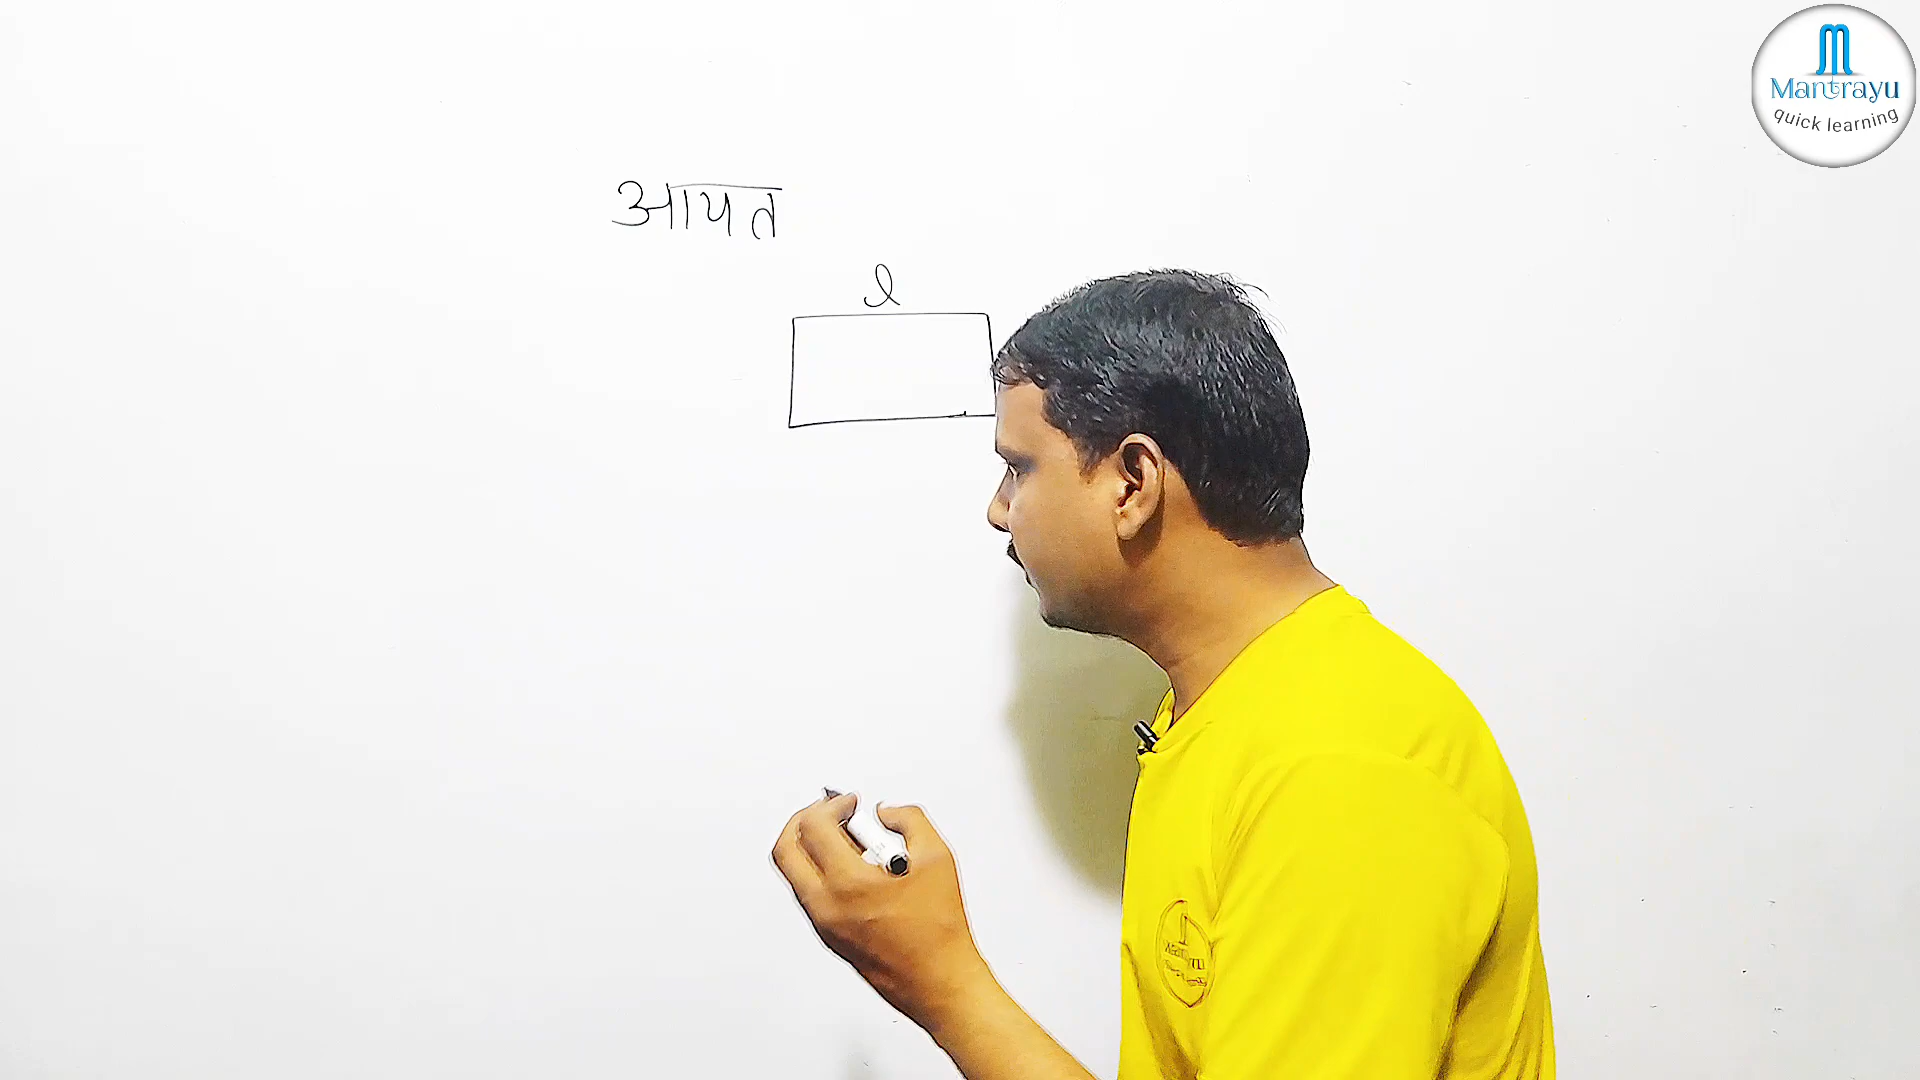 आयत
l
Mantrayu
quick learning